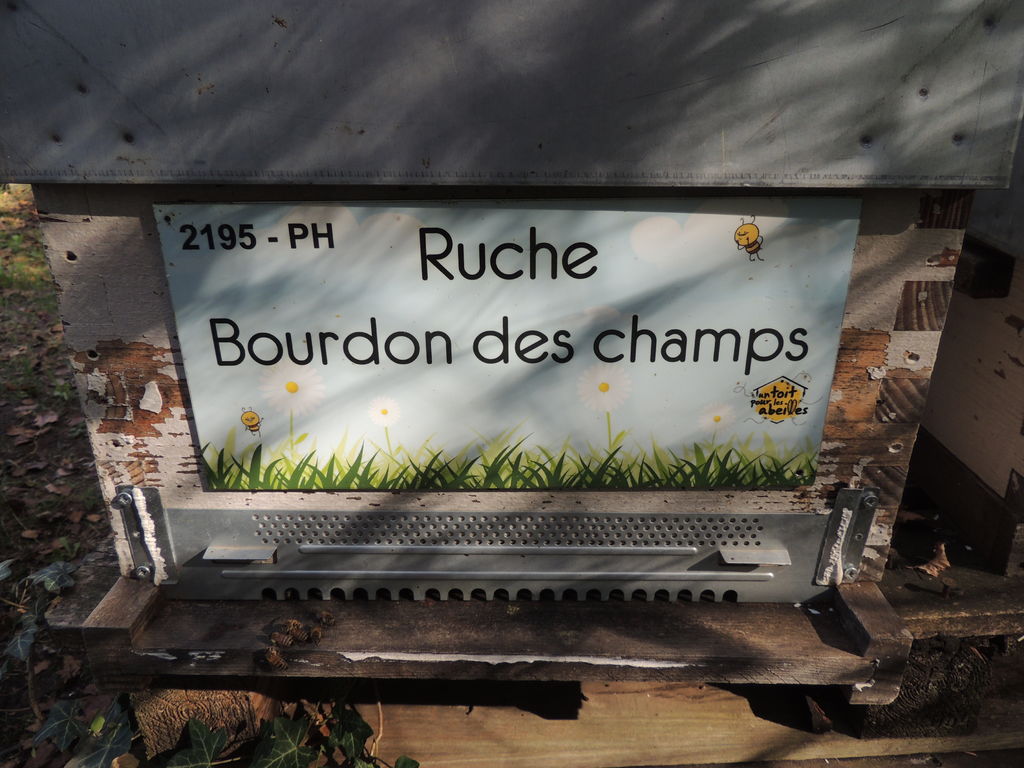 2195 - PH
Ruche
Bourdon des champs
un toit
pour les
abeilles